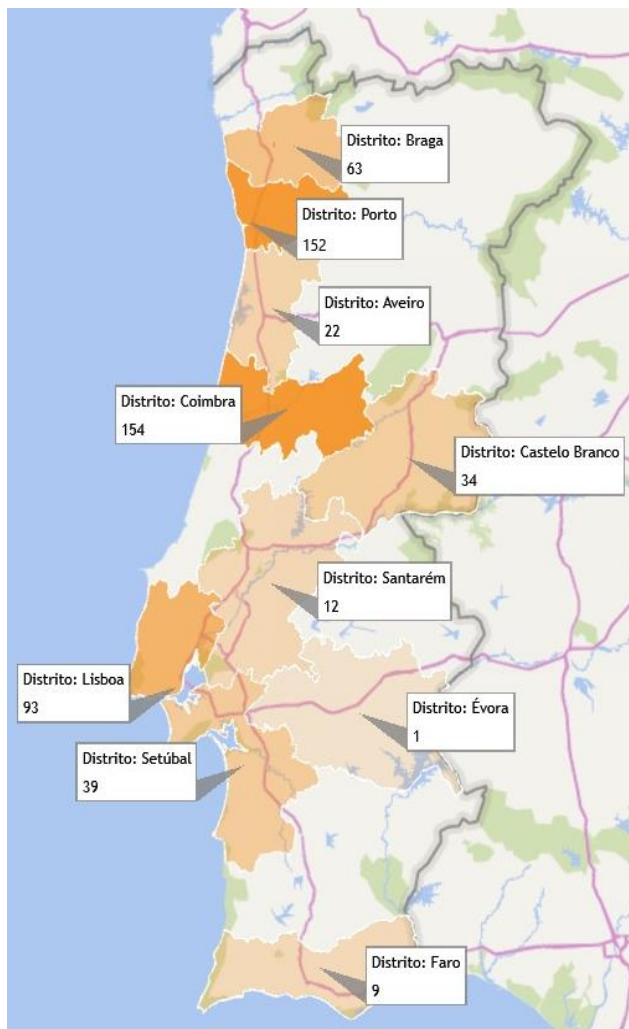 Distrito: Braga
63
Distrito: Porto
152
Distrito: Aveiro
22
Distrito: Coimbra
154
Distrito: Castelo Branco
34
Distrito: Santarém
12
Distrito: Lisboa
93
Distrito: Évora
1
Distrito: Setúbal
39
Distrito: Faro
9